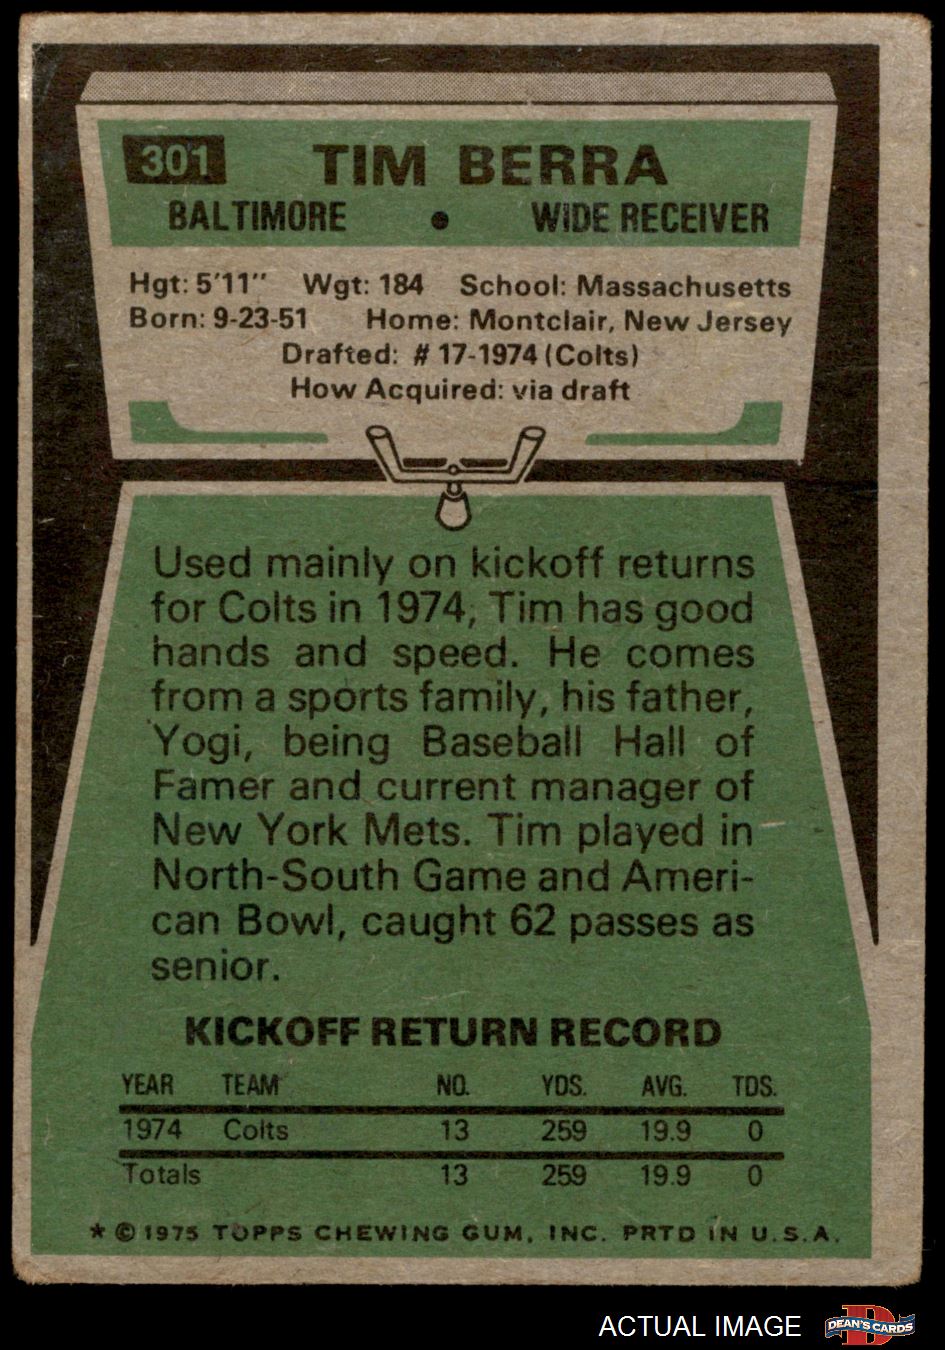 301 TIM BERRA
BALTIMORE • WIDE RECEIVER
Hgt: 5'11" Wgt: 184 School: Massachusetts
Born: 9-23-51 Home: Montclair, New Jersey
Drafted: # 17-1974 (Colts)
How Acquired: via draft
Used mainly on kickoff returns
for Colts in 1974, Tim has good
hands and speed. He comes
from a sports family, his father,
Yogi, being Baseball Hall of
Famer and current manager of
New York Mets. Tim played in
North-South Game and Ameri-
can Bowl, caught 62 passes as
senior.
KICKOFF RETURN RECORD
YEAR TEAM NO. YDS. AVG. TDS.
1974 Colts 13 259 19.9 0
Totals 13 259 19.9 0
* © 1975 TOPPS CHEWING GUM, INC. PRTD IN U.S.A.
ACTUAL IMAGE D DEAN'S CARDS